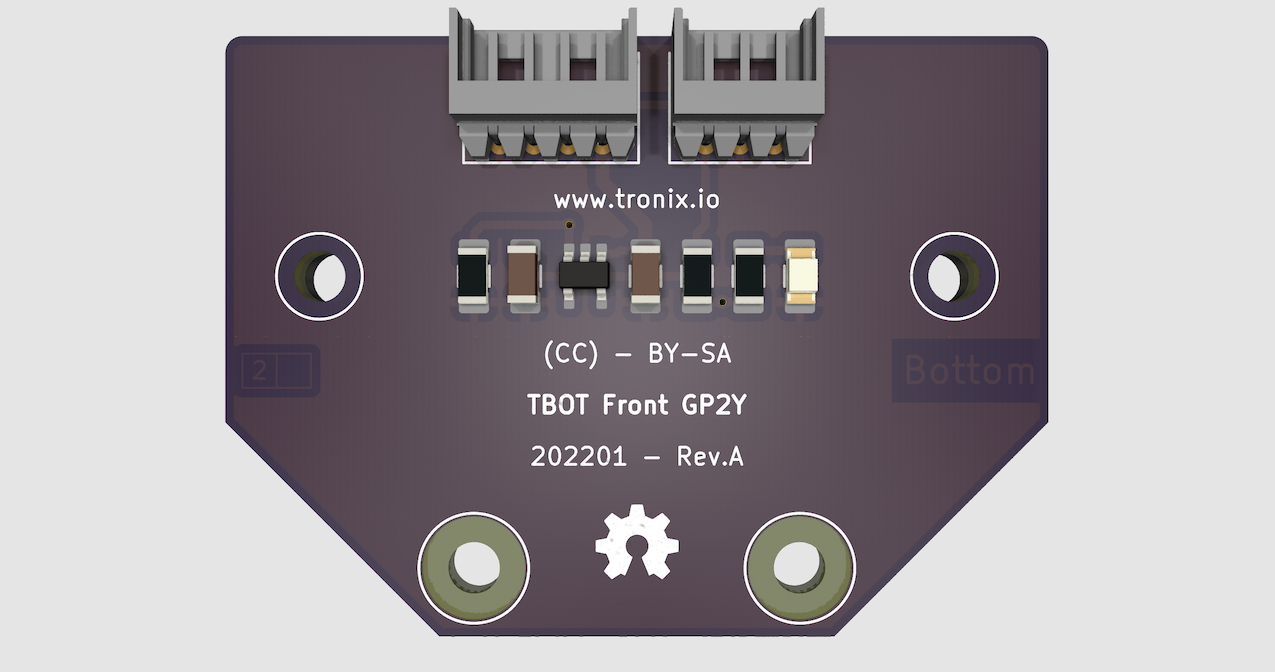 www.tronix.io
(CC) – BY–SA
2
Bottom
TBOT Front GP2Y
202201 – Rev.A